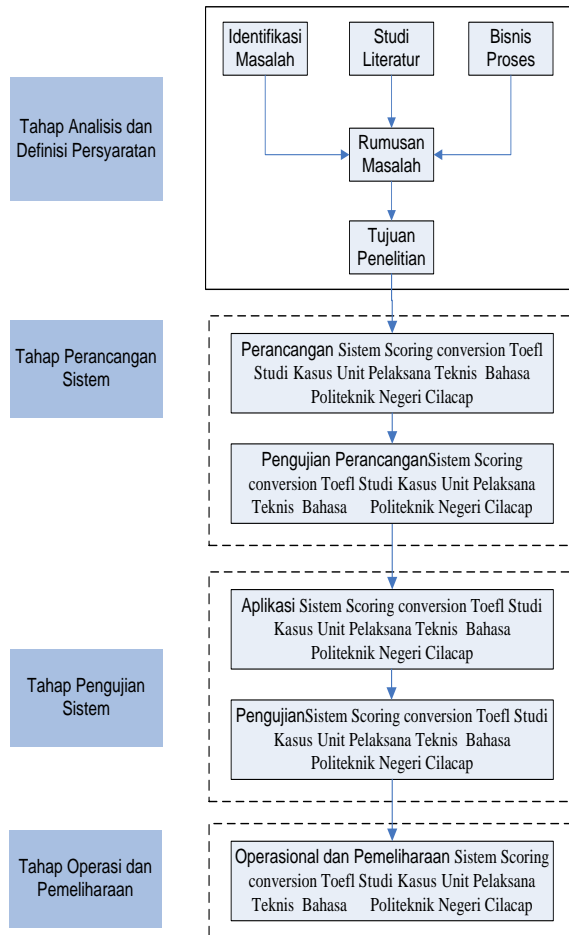 Identifikasi
Masalah
Studi
Literatur
Bisnis
Proses
Tahap Analisis dan
Definisi Persyaratan
Rumusan
Masalah
Tujuan
Penelitian
Tahap Perancangan
Sistem
Perancangan Sistem Scoring conversion Toefl
Studi Kasus Unit Pelaksana Teknis Bahasa
Politeknik Negeri Cilacap
Pengujian PerancanganSistem Scoring
conversion Toefl Studi Kasus Unit Pelaksana
Teknis Bahasa Politeknik Negeri Cilacap
Tahap Pengujian
Sistem
Aplikasi Sistem Scoring conversion Toefl Studi
Kasus Unit Pelaksana Teknis Bahasa
Politeknik Negeri Cilacap
PengujianSistem Scoring conversion Toefl Studi
Kasus Unit Pelaksana Teknis Bahasa
Politeknik Negeri Cilacap
Tahap Operasi dan
Pemeliharaan
Operasional dan Pemeliharaan Sistem Scoring
conversion Toefl Studi Kasus Unit Pelaksana
Teknis Bahasa Politeknik Negeri Cilacap